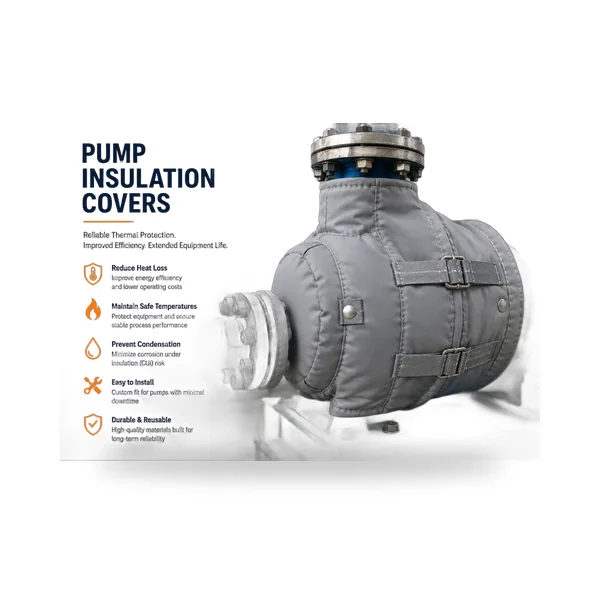 PUMP
INSULATION
COVERS
Reliable Thermal Protection.
Improved Efficiency. Extended Equipment Life.
Reduce Heat Loss
Improve energy efficiency
and lower operating costs
Maintain Safe Temperatures
Protect equipment and ensure
stable process performance
Prevent Condensation
Minimize corrosion under
insulation (CUI) risk
Easy to Install
Custom fit for pumps with minimal
downtime
Durable & Reusable
High-quality materials built for
long-term reliability